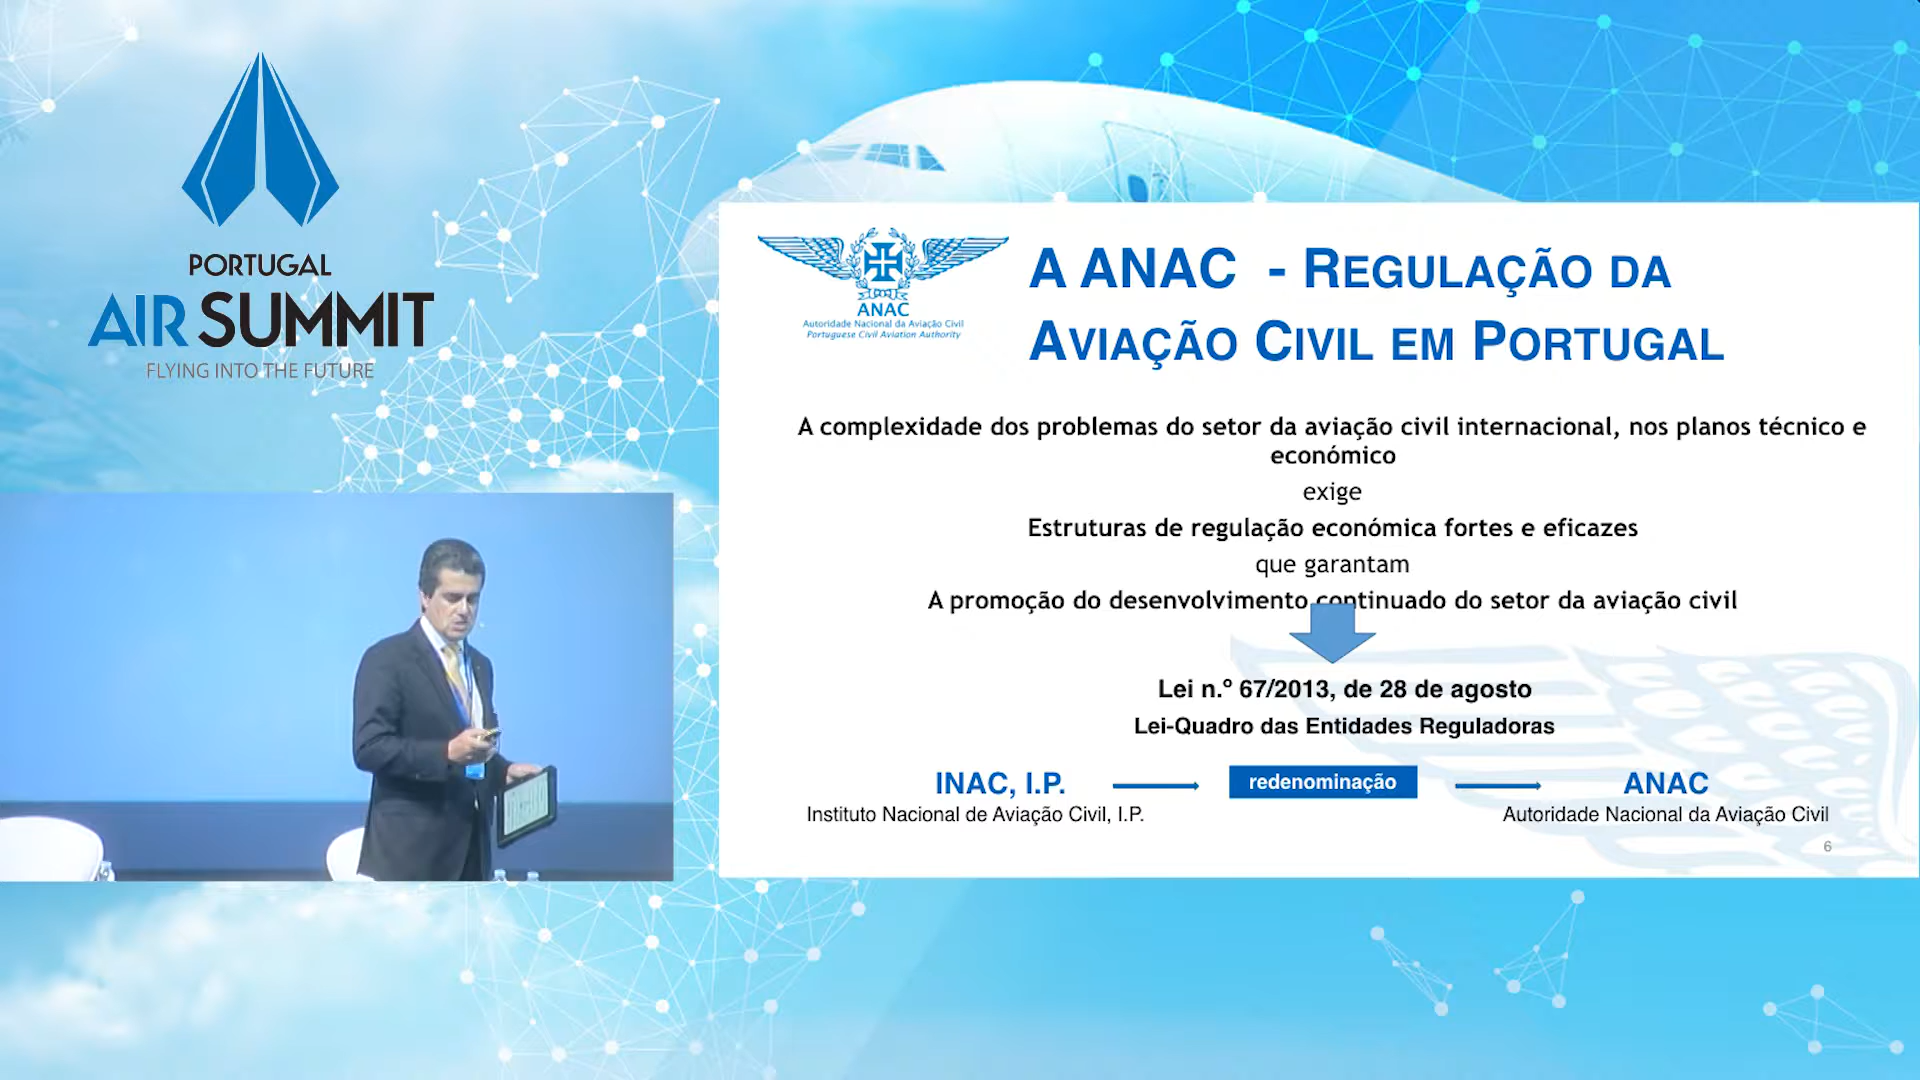 PORTUGAL
AIR SUMMIT
FLYING INTO THE FUTURE
ANAC
Autoridade Nacional da Aviação Civil
Portuguese Civil Aviation Authority
A ANAC - REGULAÇÃO DA
AVIAÇÃO CIVIL EM PORTUGAL
A complexidade dos problemas do setor da aviação civil internacional, nos planos técnico e
económico
exige
Estruturas de regulação económica fortes e eficazes
que garantam
A promoção do desenvolvimento continuado do setor da aviação civil
Lei n.º 67/2013, de 28 de agosto
Lei-Quadro das Entidades Reguladoras
INAC, I.P.
redenominação
ANAC
Instituto Nacional de Aviação Civil, I.P.
Autoridade Nacional da Aviação Civil
6